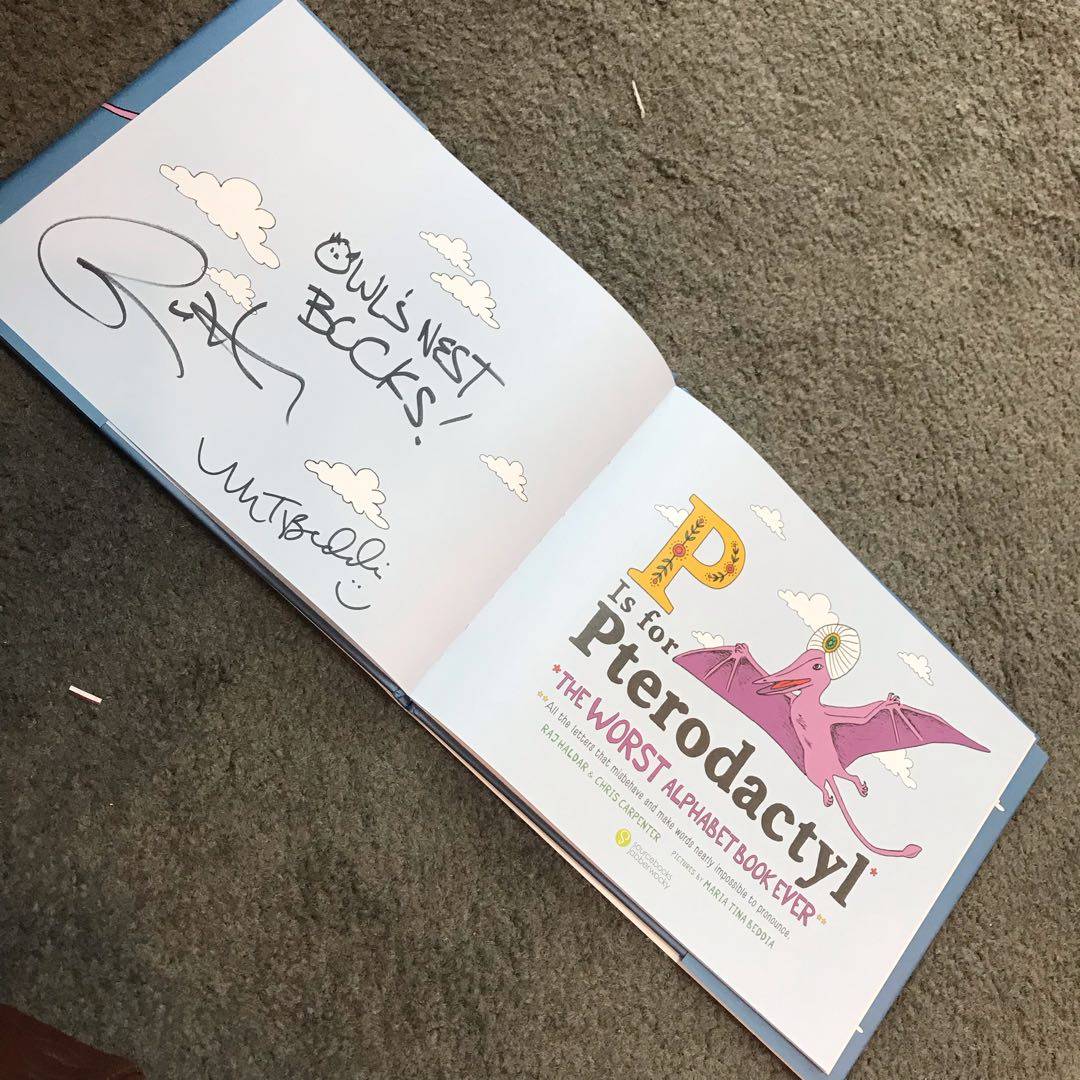 OWL'S NEST
BOOKS!
MTBeddia
P
Is for
Pterodactyl*
*THE WORST ALPHABET BOOK EVER**
**All the letters that misbehave and make words nearly impossible to pronounce.
RAJ HALDAR & CHRIS CARPENTER
PICTURES BY MARIA TINA BEDDIA
sourcebooks
jabberwocky